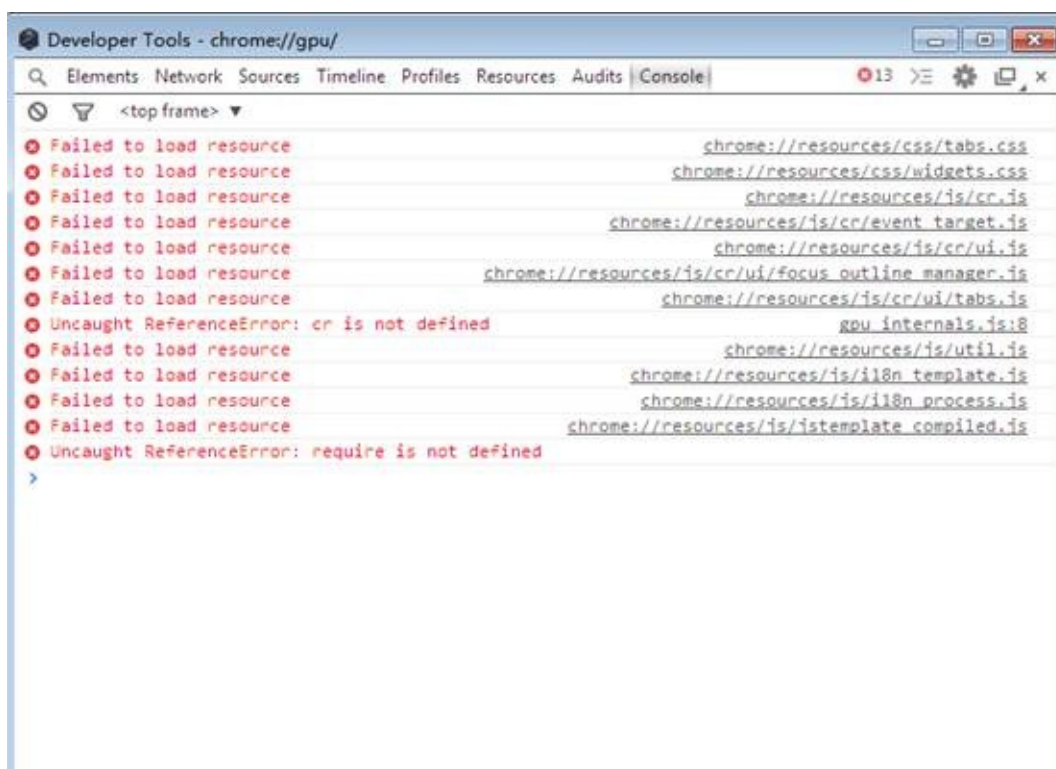 Developer Tools - chrome://gpu/
Elements Network Sources Timeline Profiles Resources Audits Console 13
<top frame> ▼
Failed to load resource chrome://resources/css/tabs.css
Failed to load resource chrome://resources/css/widgets.css
Failed to load resource chrome://resources/js/cr.js
Failed to load resource chrome://resources/js/cr/event_target.js
Failed to load resource chrome://resources/js/cr/ui.js
Failed to load resource chrome://resources/js/cr/ui/focus_outline_manager.js
Failed to load resource chrome://resources/js/cr/ui/tabs.js
Uncaught ReferenceError: cr is not defined gpu_internals.js:8
Failed to load resource chrome://resources/js/util.js
Failed to load resource chrome://resources/js/i18n_template.js
Failed to load resource chrome://resources/js/i18n_process.js
Failed to load resource chrome://resources/js/jstemplate_compiled.js
Uncaught ReferenceError: require is not defined
>